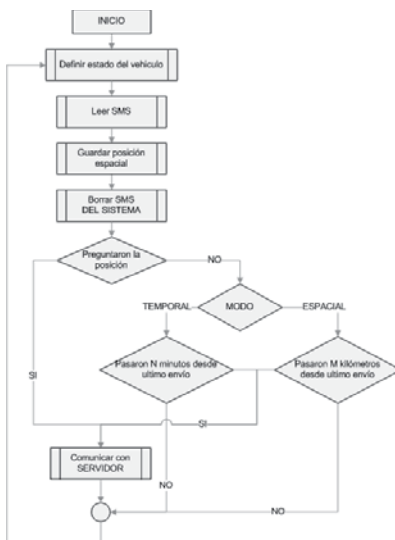 INICIO
Definir estado del vehiculo
Leer SMS
Guardar posición
espacial
Borrar SMS
DEL SISTEMA
Preguntaron la
posición
NO
MODO
TEMPORAL
ESPACIAL
Pasaron N minutos desde
ultimo envío
Pasaron M kilómetros
desde ultimo envío
SI
SI
Comunicar con
SERVIDOR
NO
NO